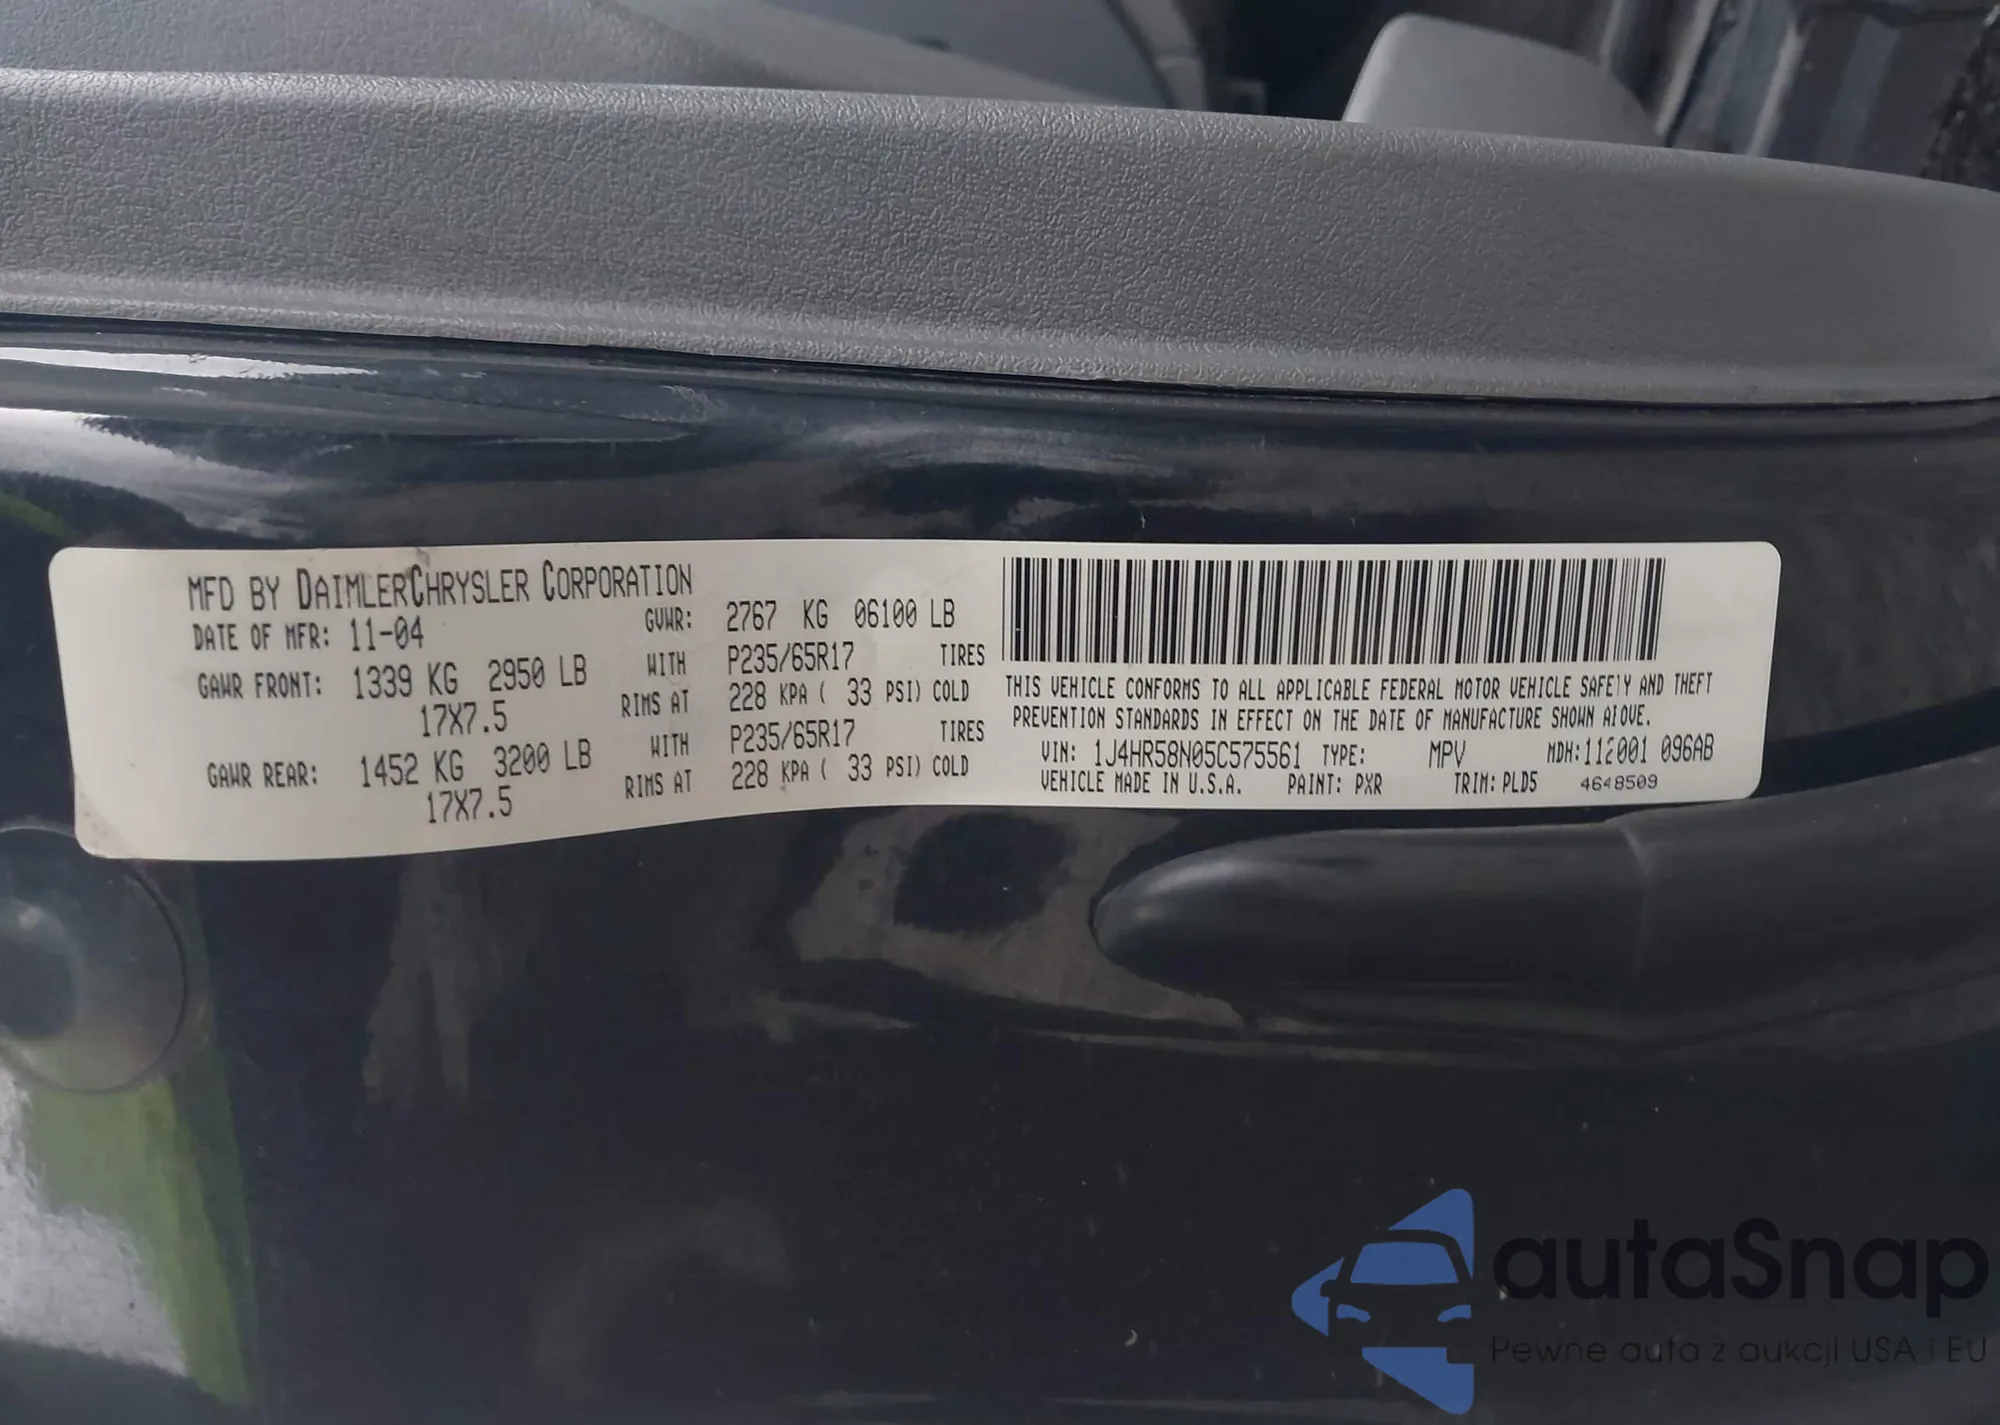 MFD BY DAIMLERCHRYSLER CORPORATION
DATE OF MFR: 11-04 GVWR: 2767 KG 06100 LB
GAWR FRONT: 1339 KG 2950 LB WITH P235/65R17 TIRES
17X7.5 RIMS AT 228 KPA ( 33 PSI) COLD
GAWR REAR: 1452 KG 3200 LB WITH P235/65R17 TIRES
17X7.5 RIMS AT 228 KPA ( 33 PSI) COLD
THIS VEHICLE CONFORMS TO ALL APPLICABLE FEDERAL MOTOR VEHICLE SAFETY AND THEFT
PREVENTION STANDARDS IN EFFECT ON THE DATE OF MANUFACTURE SHOWN ABOVE.
VIN: 1J4HR58N05C575561 TYPE: MPV MDH:112001 096AB
VEHICLE MADE IN U.S.A. PAINT: PXR TRIM: PLD5 4648509
autaSnap
Pewne auta z aukcji USA i EU